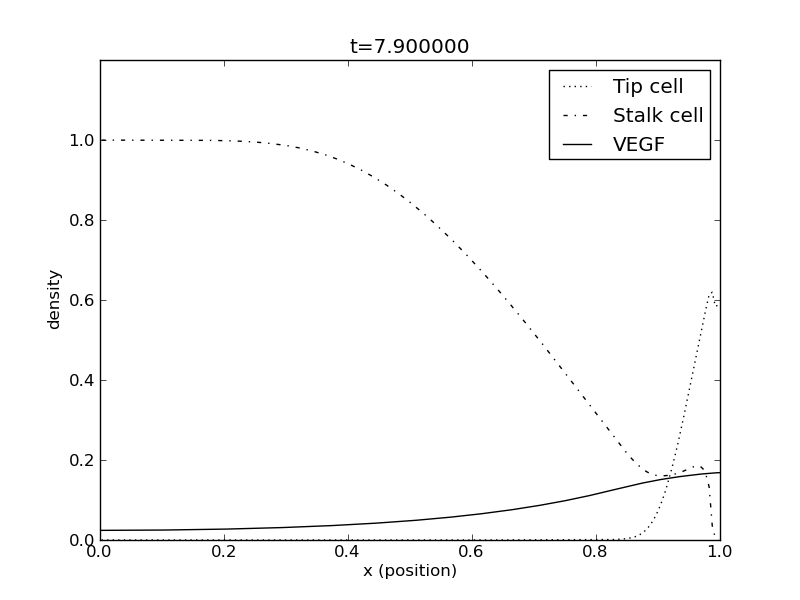 t=7.900000
Tip cell
Stalk cell
VEGF
density
1.0
0.8
0.6
0.4
0.2
0.0
0.0 0.2 0.4 0.6 0.8 1.0
x (position)